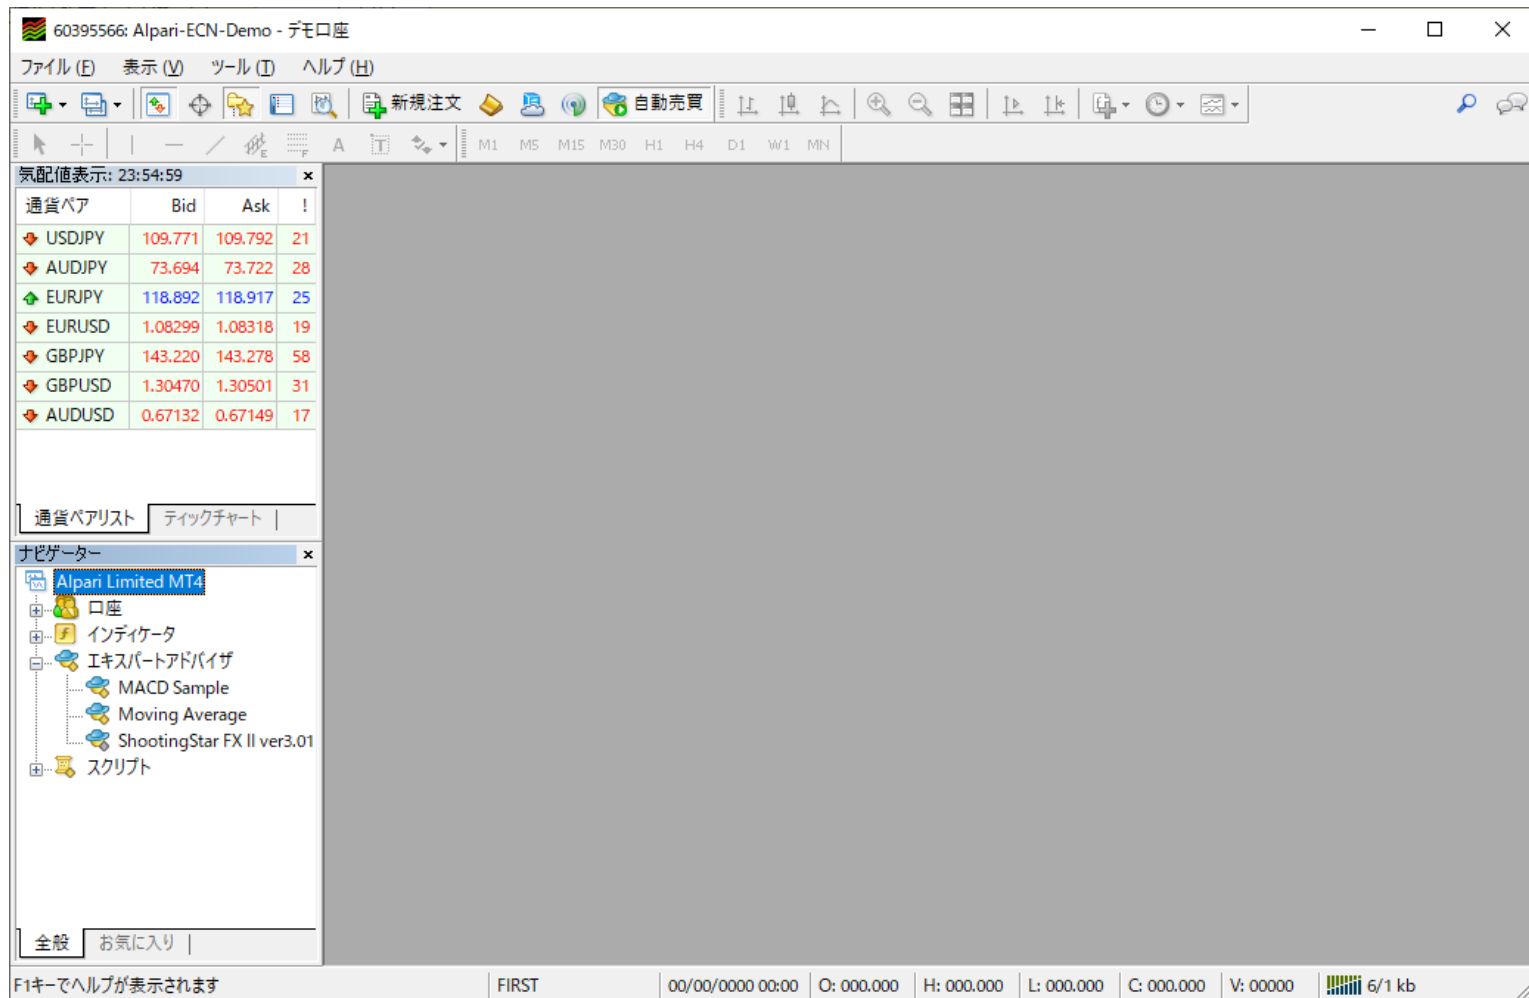 60395566: Alpari-ECN-Demo - デモ口座
ファイル (F) 表示 (V) ツール (T) ヘルプ (H)
新規注文 自動売買
E F A T M1 M5 M15 M30 H1 H4 D1 W1 MN
気配値表示: 23:54:59
通貨ペア Bid Ask !
USDJPY 109.771 109.792 21
AUDJPY 73.694 73.722 28
EURJPY 118.892 118.917 25
EURUSD 1.08299 1.08318 19
GBPJPY 143.220 143.278 58
GBPUSD 1.30470 1.30501 31
AUDUSD 0.67132 0.67149 17
通貨ペアリスト ティックチャート
ナビゲーター
Alpari Limited MT4
口座
インディケータ
エキスパートアドバイザ
MACD Sample
Moving Average
ShootingStar FX II ver3.01
スクリプト
全般 お気に入り
F1キーでヘルプが表示されます FIRST 00/00/0000 00:00 O: 000.000 H: 000.000 L: 000.000 C: 000.000 V: 00000 6/1 kb